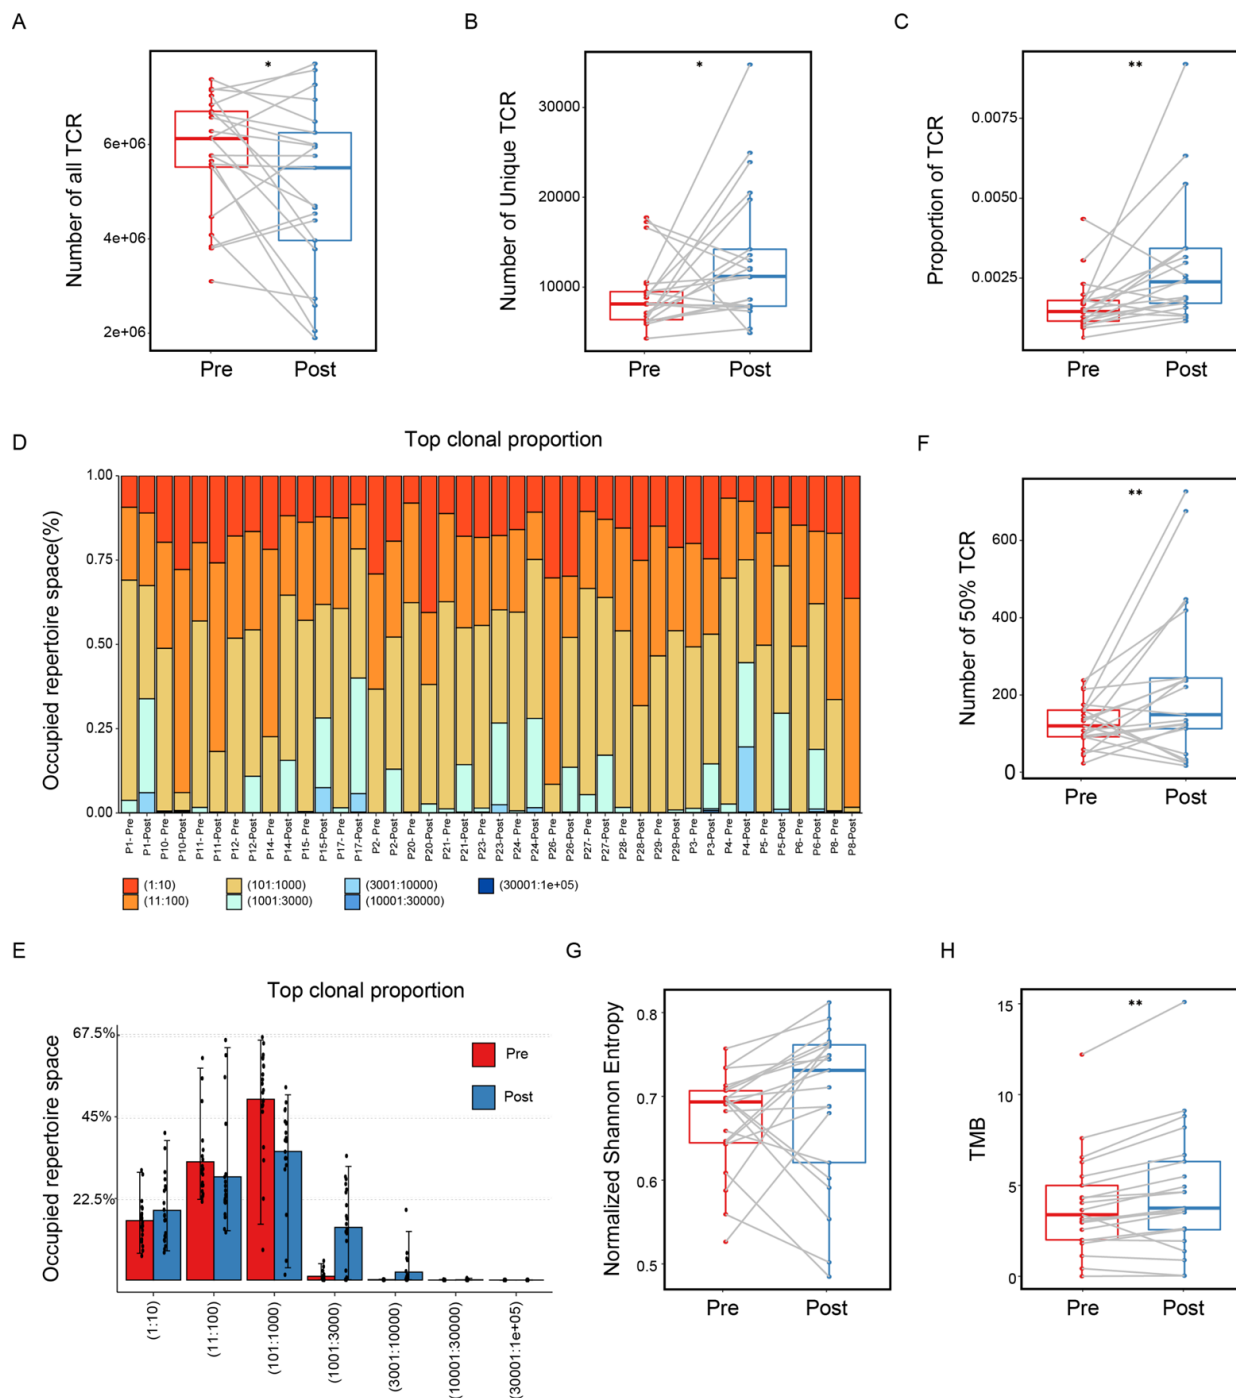 A
Number of all TCR
6e+06
4e+06
2e+06
*
Pre
Post
B
Number of Unique TCR
30000
20000
10000
*
Pre
Post
C
Proportion of TCR
0.0075
0.0050
0.0025
**
Pre
Post
D
Top clonal proportion
Occupied repertoire space(%)
1.00
0.75
0.50
0.25
0.00
P1- Pre
P1-Post
P10- Pre
P10-Post
P11- Pre
P11-Post
P12- Pre
P12-Post
P14- Pre
P14-Post
P15- Pre
P15-Post
P17- Pre
P17-Post
P2- Pre
P2-Post
P20- Pre
P20-Post
P21- Pre
P21-Post
P23- Pre
P23-Post
P24- Pre
P24-Post
P26- Pre
P26-Post
P27- Pre
P27-Post
P28- Pre
P28-Post
P29- Pre
P29-Post
P3- Pre
P3-Post
P4- Pre
P4-Post
P5- Pre
P5-Post
P6- Pre
P6-Post
P8- Pre
P8-Post
(1:10)
(101:1000)
(3001:10000)
(30001:1e+05)
(11:100)
(1001:3000)
(10001:30000)
F
Number of 50% TCR
600
400
200
0
**
Pre
Post
E
Top clonal proportion
Occupied repertoire space
67.5%
45%
22.5%
Pre
Post
(1:10)
(11:100)
(101:1000)
(1001:3000)
(3001:10000)
(10001:30000)
(30001:1e+05)
G
Normalized Shannon Entropy
0.8
0.7
0.6
0.5
Pre
Post
H
TMB
15
10
5
0
**
Pre
Post